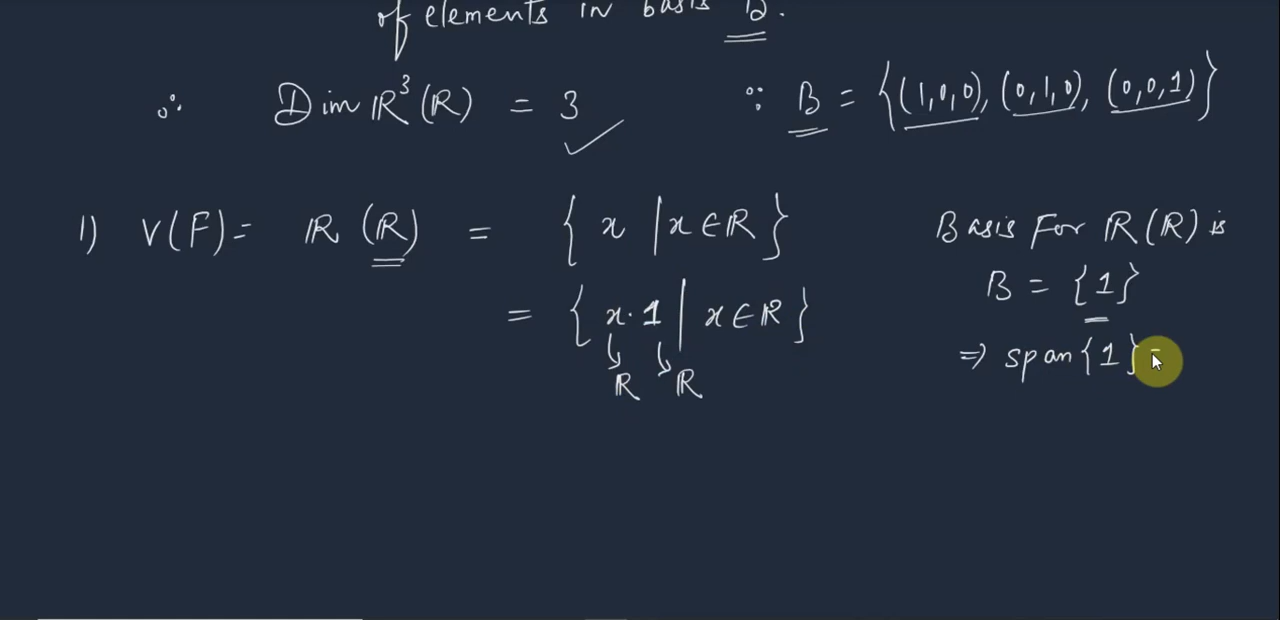 of elements in basis B.
∴ Dim ℝ³(ℝ) = 3 ∵ B = {(1,0,0), (0,1,0), (0,0,1)}
1) V(F) = ℝ(ℝ) = {x | x ∈ ℝ} Basis For ℝ(ℝ) is
= {x · 1 | x ∈ ℝ} B = {1}
ℝ ℝ ⇒ span{1} =